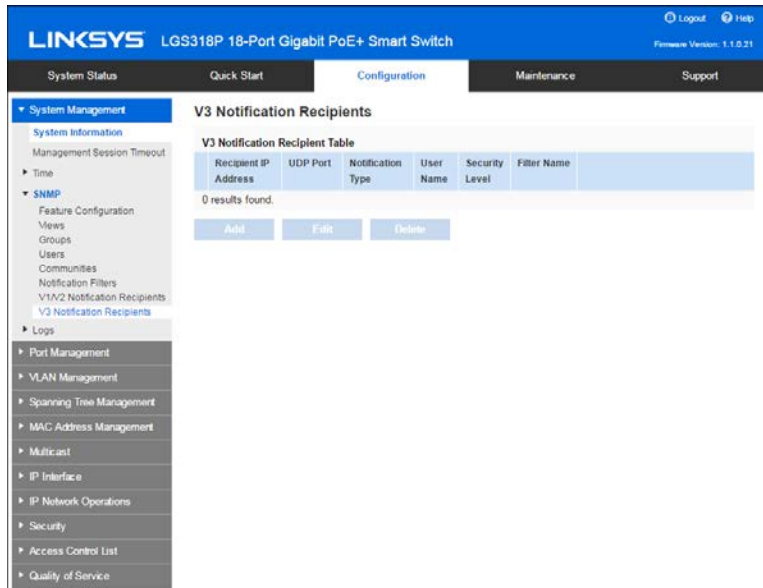 Logout Help
LINKSYS LGS318P 18-Port Gigabit PoE+ Smart Switch
Firmware Version: 1.1.0.21
System Status Quick Start Configuration Maintenance Support
System Management
System Information
Management Session Timeout
Time
SNMP
Feature Configuration
Views
Groups
Users
Communities
Notification Filters
V1/V2 Notification Recipients
V3 Notification Recipients
Logs
Port Management
VLAN Management
Spanning Tree Management
MAC Address Management
Multicast
IP Interface
IP Network Operations
Security
Access Control List
Quality of Service
V3 Notification Recipients
V3 Notification Recipient Table
Recipient IP Address UDP Port Notification Type User Name Security Level Filter Name
0 results found.
Add Edit Delete